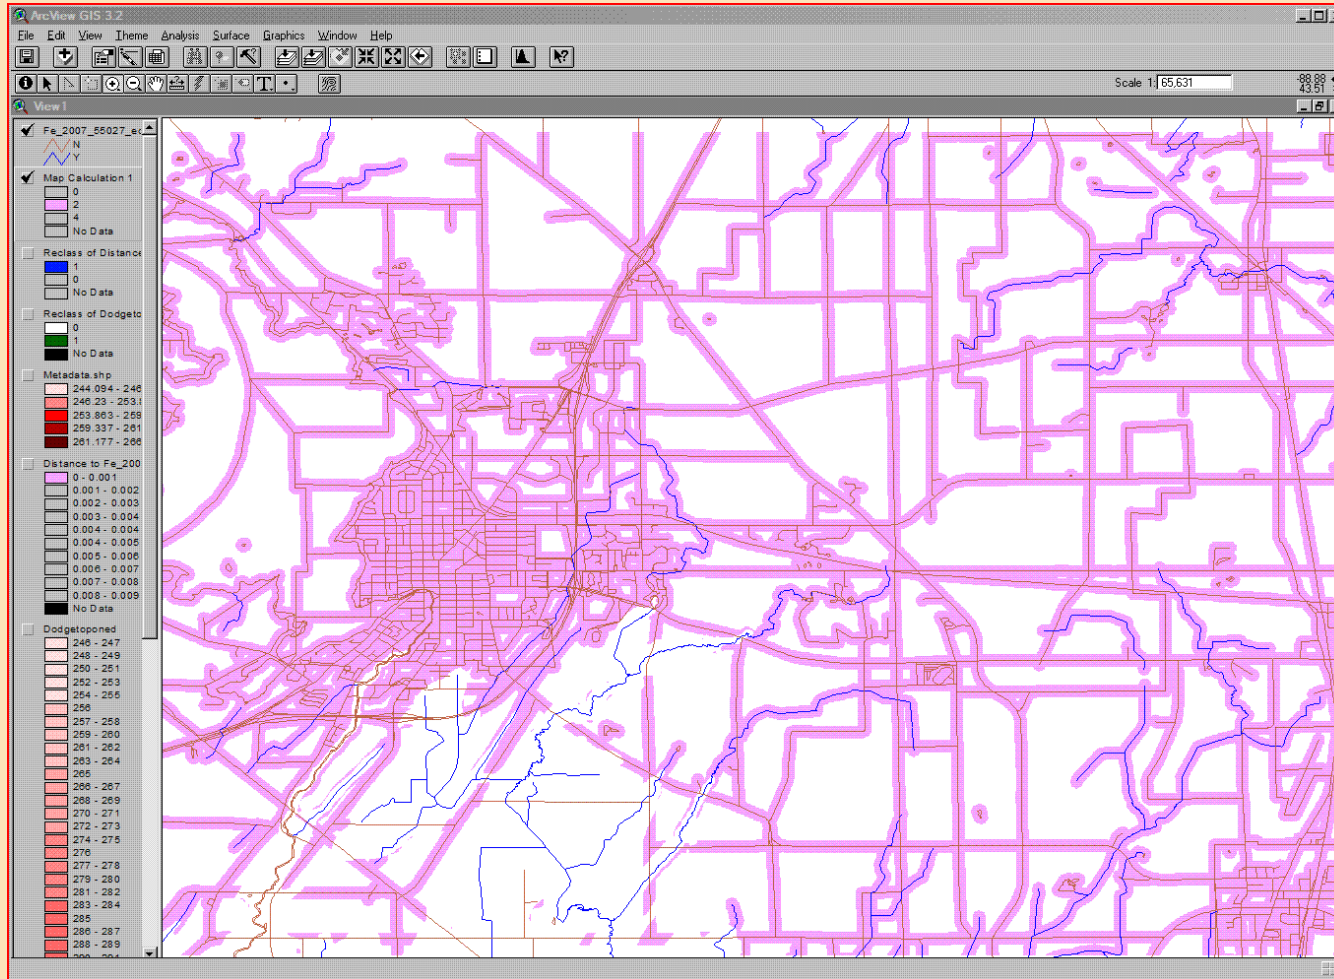 ArcView GIS 3.2
File Edit View Theme Analysis Surface Graphics Window Help
Scale 1: 65,631
-88.88
43.51
View1
Fe_2007_55027_ed
N
Y
Map Calculation 1
0
2
4
No Data
Reclass of Distance
1
0
No Data
Reclass of Dodgeto
0
1
No Data
Metadata.shp
244.094 - 246
246.23 - 253.
253.863 - 259
259.337 - 261
261.177 - 266
Distance to Fe_200
0 - 0.001
0.001 - 0.002
0.002 - 0.003
0.003 - 0.004
0.004 - 0.004
0.004 - 0.005
0.005 - 0.006
0.006 - 0.007
0.007 - 0.008
0.008 - 0.009
No Data
Dodgetoponed
246 - 247
248 - 249
250 - 251
252 - 253
254 - 255
256
257 - 258
259 - 260
261 - 262
263 - 264
265
266 - 267
268 - 269
270 - 271
272 - 273
274 - 275
276
277 - 278
279 - 280
281 - 282
283 - 284
285
286 - 287
288 - 289